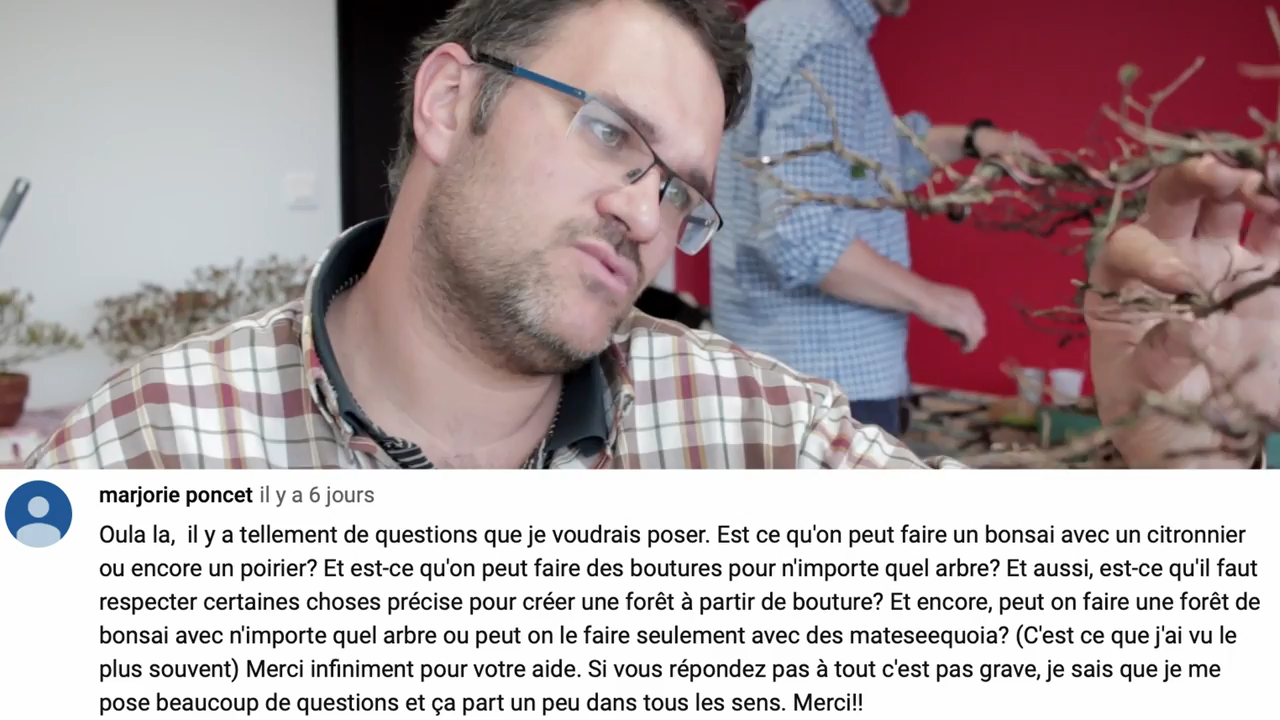 marjorie poncet il y a 6 jours
Oula la, il y a tellement de questions que je voudrais poser. Est ce qu'on peut faire un bonsai avec un citronnier
ou encore un poirier? Et est-ce qu'on peut faire des boutures pour n'importe quel arbre? Et aussi, est-ce qu'il faut
respecter certaines choses précise pour créer une forêt à partir de bouture? Et encore, peut on faire une forêt de
bonsai avec n'importe quel arbre ou peut on le faire seulement avec des mateseequoia? (C'est ce que j'ai vu le
plus souvent) Merci infiniment pour votre aide. Si vous répondez pas à tout c'est pas grave, je sais que je me
pose beaucoup de questions et ça part un peu dans tous les sens. Merci!!